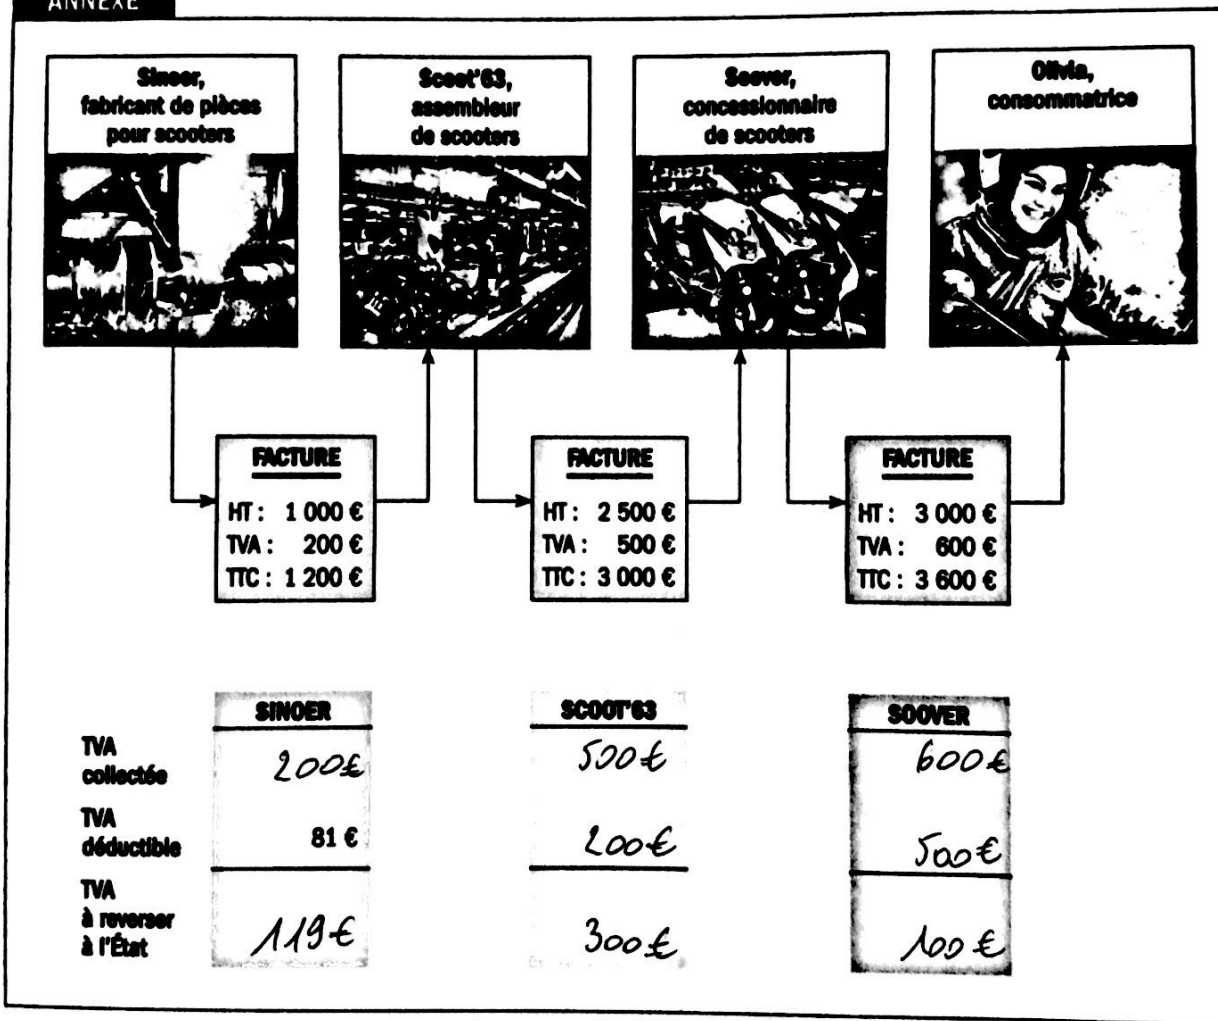 ANNEXE
Sinoer,
fabricant de pièces
pour scooters
Scoot'63,
assembleur
de scooters
Soover,
concessionnaire
de scooters
Olivia,
consommatrice
FACTURE
HT : 1 000 €
TVA : 200 €
TTC : 1 200 €
FACTURE
HT : 2 500 €
TVA : 500 €
TTC : 3 000 €
FACTURE
HT : 3 000 €
TVA : 600 €
TTC : 3 600 €
SINOER SCOOT'63 SOOVER
TVA
collectée 200€ 500€ 600€
TVA
déductible 81 € 200€ 500€
TVA
à reverser
à l'État 119€ 300€ 100€